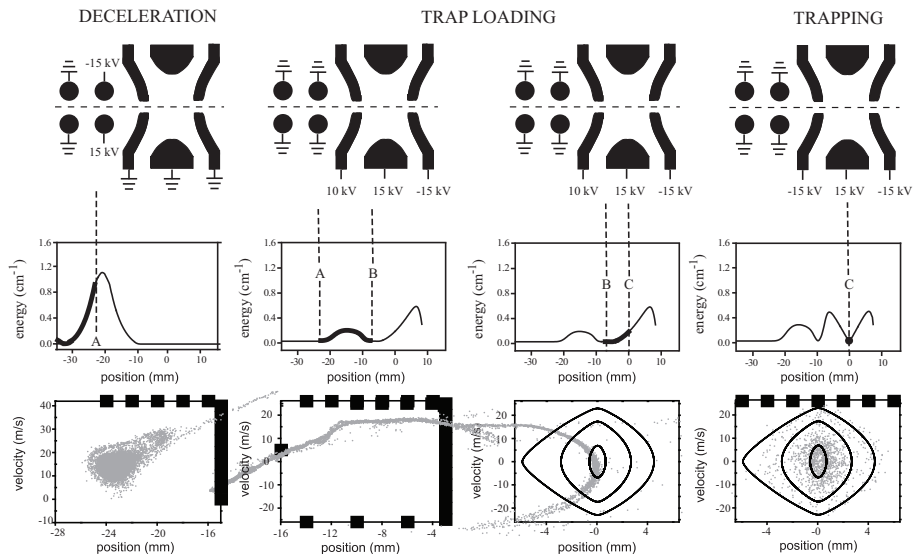 DECELERATION TRAP LOADING TRAPPING
-15 kV
15 kV
10 kV 15 kV -15 kV
10 kV 15 kV -15 kV
-15 kV 15 kV -15 kV
energy (cm-1)
1.6
1.2
0.8
0.4
0.0
A
-30 -20 -10 0 10
position (mm)
energy (cm-1)
1.6
1.2
0.8
0.4
0.0
A B
-30 -20 -10 0 10
position (mm)
energy (cm-1)
1.6
1.2
0.8
0.4
0.0
B C
-30 -20 -10 0 10
position (mm)
energy (cm-1)
1.6
1.2
0.8
0.4
0.0
C
-30 -20 -10 0 10
position (mm)
velocity (m/s)
40
30
20
10
0
-10
-28 -24 -20 -16
position (mm)
velocity (m/s)
20
10
0
-10
-20
-16 -12 -8 -4
position (mm)
velocity (m/s)
20
10
0
-10
-20
-4 -0 4
position (mm)
velocity (m/s)
20
10
0
-10
-20
-4 -0 4
position (mm)